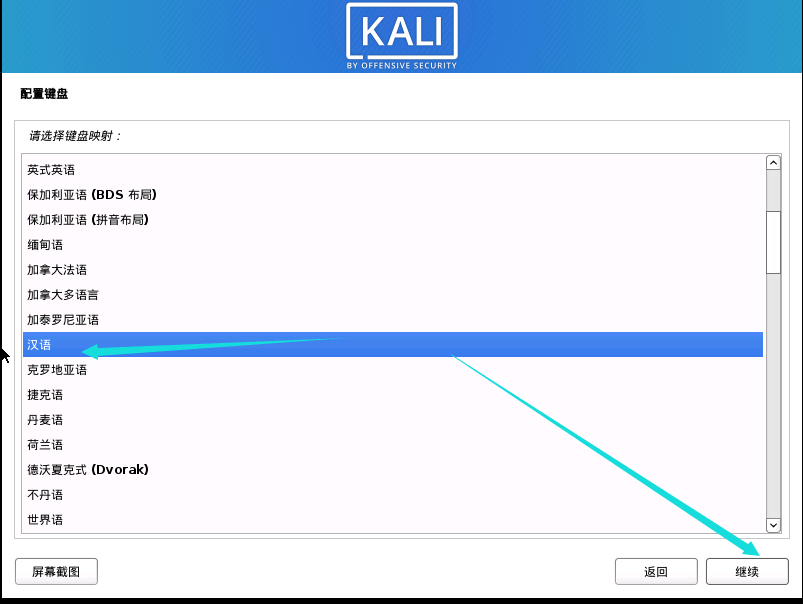 KALI
BY OFFENSIVE SECURITY
配置键盘
请选择键盘映射：
英式英语
保加利亚语 (BDS 布局)
保加利亚语 (拼音布局)
缅甸语
加拿大法语
加拿大多语言
加泰罗尼亚语
汉语
克罗地亚语
捷克语
丹麦语
荷兰语
德沃夏克式 (Dvorak)
不丹语
世界语
屏幕截图
返回
继续